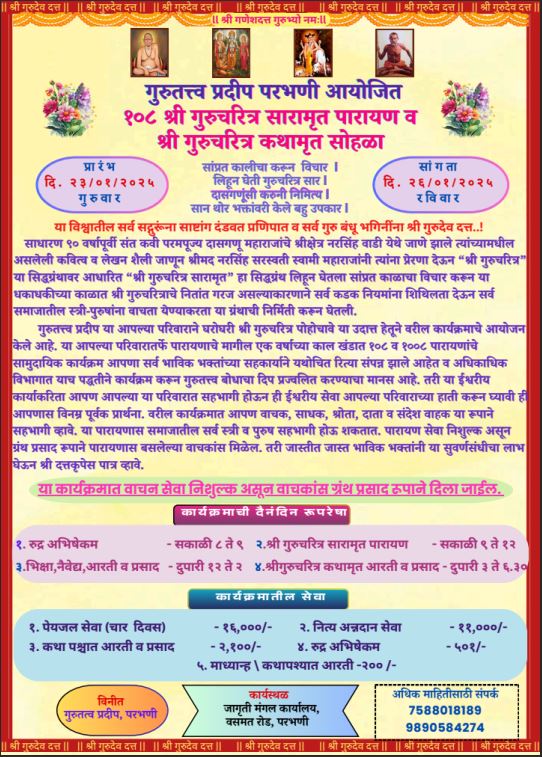 || श्री गुरुदेव दत्त || || श्री गुरुदेव दत्त || || श्री गुरुदेव दत्त || || श्री गुरुदेव दत्त || || श्री गुरुदेव दत्त || || श्री गुरुदेव दत्त ||
॥ श्री गणेशदत्त गुरुभ्यो नमः॥
गुरुतत्त्व प्रदीप परभणी आयोजित
१०८ श्री गुरुचरित्र सारामृत पारायण व
श्री गुरुचरित्र कथामृत सोहळा
प्रारंभ
दि. २३/०१/२०२५
गुरुवार
सांप्रत कालीचा करून विचार ।
लिहून घेती गुरुचरित्र सार।
दासगणूंसी करुनी निमित्य ।
सान थोर भक्तांवरी केले बहु उपकार।
सांगता
दि. २६/०१/२०२५
रविवार
या विश्वातील सर्व सद्गुरूंना साष्टांग दंडवत प्रणिपात व सर्व गुरु बंधू भगिनींना श्री गुरुदेव दत्त..!
साधारण ९० वर्षापूर्वी संत कवी परमपूज्य दासगणू महाराजांचे श्रीक्षेत्र नरसिंह वाडी येथे जाणे झाले त्यांच्यामधील
असलेली कवित्व व लेखन शैली जाणून श्रीमद नरसिंह सरस्वती स्वामी महाराजांनी त्यांना प्रेरणा देऊन “श्री गुरुचरित्र”
या सिद्धग्रंथावर आधारित “श्री गुरुचरित्र सारामृत” हा सिद्धग्रंथ लिहून घेतला सांप्रत काळाचा विचार करून या
धकाधकीच्या काळात श्री गुरुचरित्राचे नितांत गरज असल्याकारणाने सर्व कडक नियमांना शिथिलता देऊन सर्व
समाजातील स्त्री-पुरुषांना वाचता येण्याकरता या ग्रंथाची निर्मिती करून घेतली.
गुरुतत्त्व प्रदीप या आपल्या परिवाराने घरोघरी श्री गुरुचरित्र पोहोचावे या उदात्त हेतूने वरील कार्यक्रमाचे आयोजन
केले आहे. या आपल्या परिवारातर्फे पारायणाचे मागील एक वर्षाच्या काल खंडात १०८ व १००८ पारायणांचे
सामुदायिक कार्यक्रम आपणा सर्व भाविक भक्तांच्या सहकार्याने यथोचित रित्या संपन्न झाले आहेत व अधिकाधिक
विभागात याच पद्धतीने कार्यक्रम करून गुरुतत्त्व बोधाचा दिप प्रज्वलित करण्याचा मानस आहे. तरी या ईश्वरीय
कार्याकरिता आपण आपल्या या परिवारात सहभागी होऊन ही ईश्वरीय सेवा आपल्या परिवाराच्या हाती करून घ्यावी ही
आपणास विनम्र पूर्वक प्रार्थना. वरील कार्यक्रमात आपण वाचक, साधक, श्रोता, दाता व संदेश वाहक या रूपाने
सहभागी व्हावे. या पारायणास समाजातील सर्व स्त्री व पुरुष सहभागी होऊ शकतात. पारायण सेवा निशुल्क असून
ग्रंथ प्रसाद रूपाने पारायणास बसलेल्या वाचकांस मिळेल. तरी जास्तीत जास्त भाविक भक्तांनी या सुवर्णसंधीचा लाभ
घेऊन श्री दत्तकृपेस पात्र व्हावे.
या कार्यक्रमात वाचन सेवा निशुल्क असून वाचकांस ग्रंथ प्रसाद रूपाने दिला जाईल.
कार्यक्रमाची दैनंदिन रूपरेषा
१. रुद्र अभिषेकम - सकाळी ८ ते ९ २.श्री गुरुचरित्र सारामृत पारायण - सकाळी ९ ते १२
३.भिक्षा,नैवेद्य,आरती व प्रसाद - दुपारी १२ ते २ ४.श्रीगुरुचरित्र कथामृत आरती व प्रसाद - दुपारी ३ ते ६.३०
कार्यक्रमातील सेवा
१. पेयजल सेवा (चार दिवस) - १६,०००/- २. नित्य अन्नदान सेवा - ११,०००/-
३. कथा पश्चात आरती व प्रसाद - २,१००/- ४. रुद्र अभिषेकम - ५०१/-
५. माध्यान्ह \ कथापश्यात आरती -२०० /-
विनीत
गुरुतत्व प्रदीप, परभणी
कार्यस्थळ
जागृती मंगल कार्यालय,
वसमत रोड, परभणी
अधिक माहितीसाठी संपर्क
7588018189
9890584274
|| श्री गुरुदेव दत्त || || श्री गुरुदेव दत्त || || श्री गुरुदेव दत्त || || श्री गुरुदेव दत्त || || श्री गुरुदेव दत्त || || श्री गुरुदेव दत्त ||